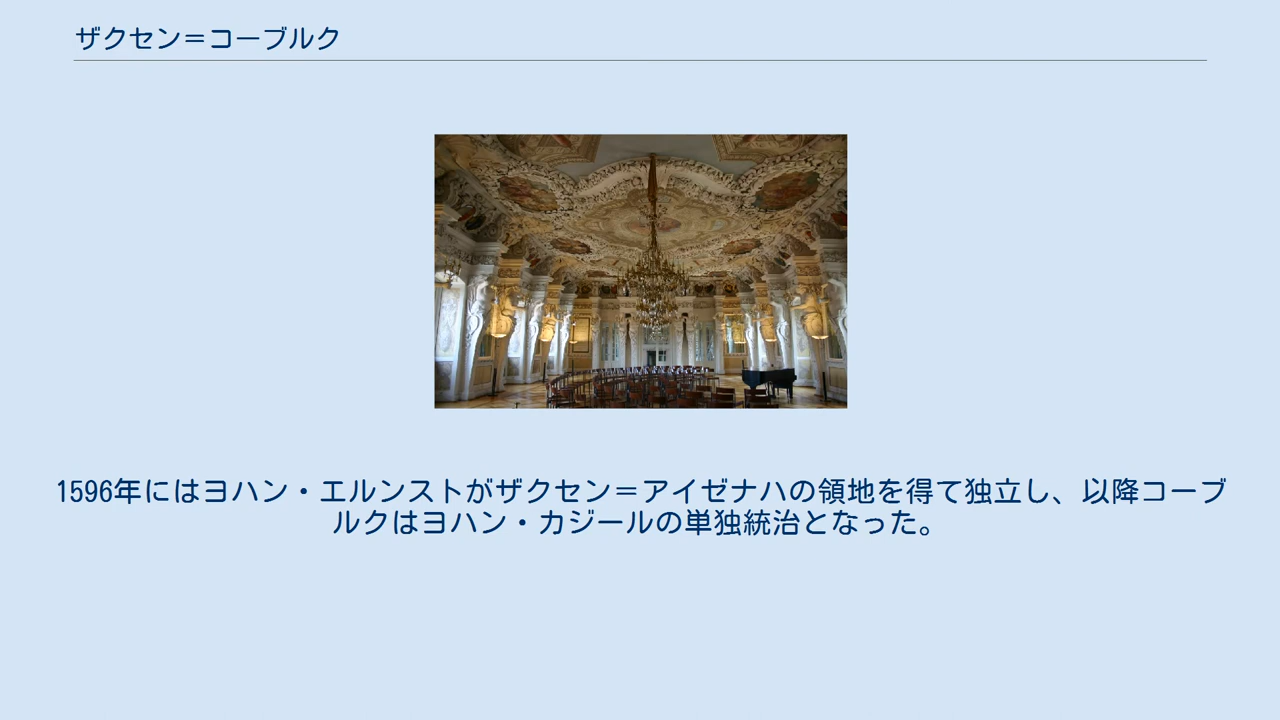 ザクセン＝コーブルク
1596年にはヨハン・エルンストがザクセン＝アイゼナハの領地を得て独立し、以降コーブ
ルクはヨハン・カジールの単独統治となった。